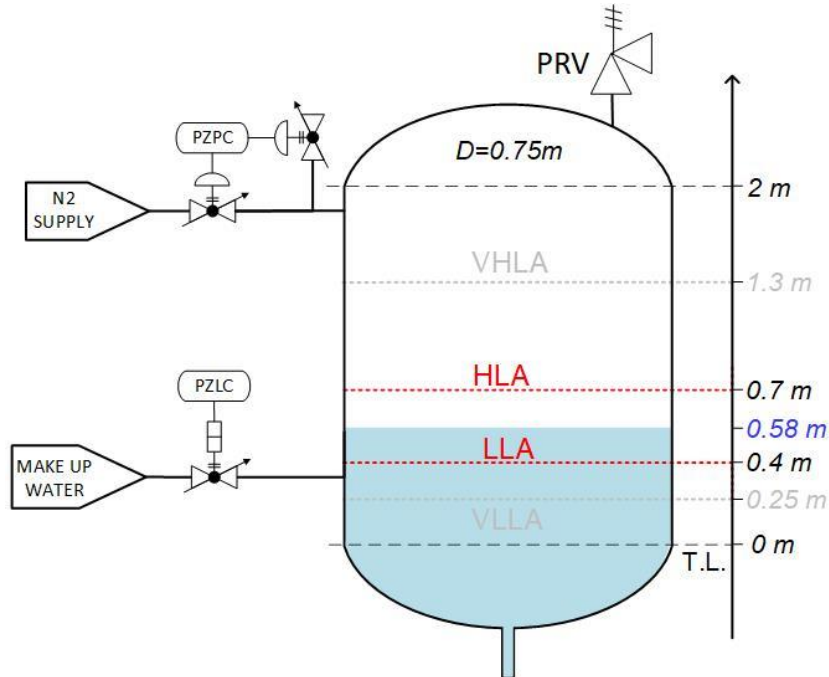 PRV
PZPC
D=0.75m
N2
SUPPLY
2 m
VHLA
1.3 m
PZLC
HLA
0.7 m
0.58 m
MAKE UP
WATER
LLA
0.4 m
0.25 m
VLLA
0 m
T.L.